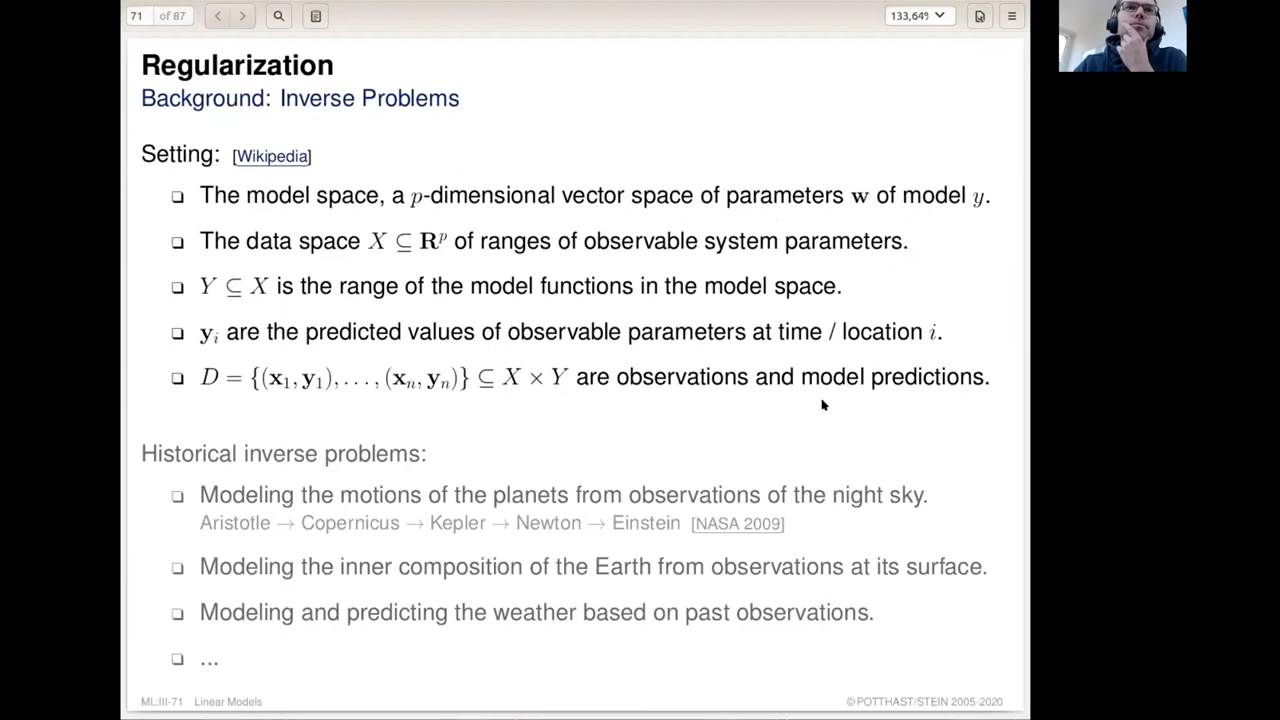 71 of 87
133,64%
Regularization
Background: Inverse Problems
Setting: [Wikipedia]
❑ The model space, a p-dimensional vector space of parameters w of model y.
❑ The data space X ⊆ R^p of ranges of observable system parameters.
❑ Y ⊆ X is the range of the model functions in the model space.
❑ y_i are the predicted values of observable parameters at time / location i.
❑ D = {(x_1, y_1), . . . , (x_n, y_n)} ⊆ X × Y are observations and model predictions.
Historical inverse problems:
❑ Modeling the motions of the planets from observations of the night sky.
Aristotle → Copernicus → Kepler → Newton → Einstein [NASA 2009]
❑ Modeling the inner composition of the Earth from observations at its surface.
❑ Modeling and predicting the weather based on past observations.
❑ ...
ML:III-71 Linear Models ©POTTHAST/STEIN 2005-2020